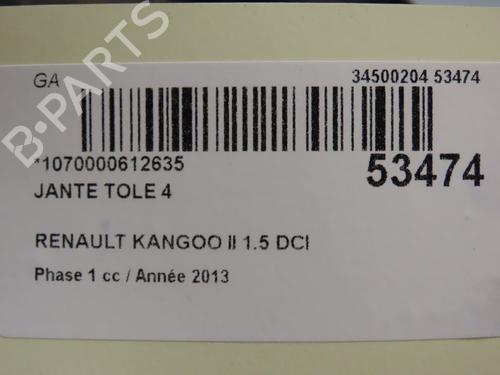 GA
34500204 53474
B-PARTS
*1070000612635
53474
JANTE TOLE 4
RENAULT KANGOO II 1.5 DCI
Phase 1 cc / Année 2013